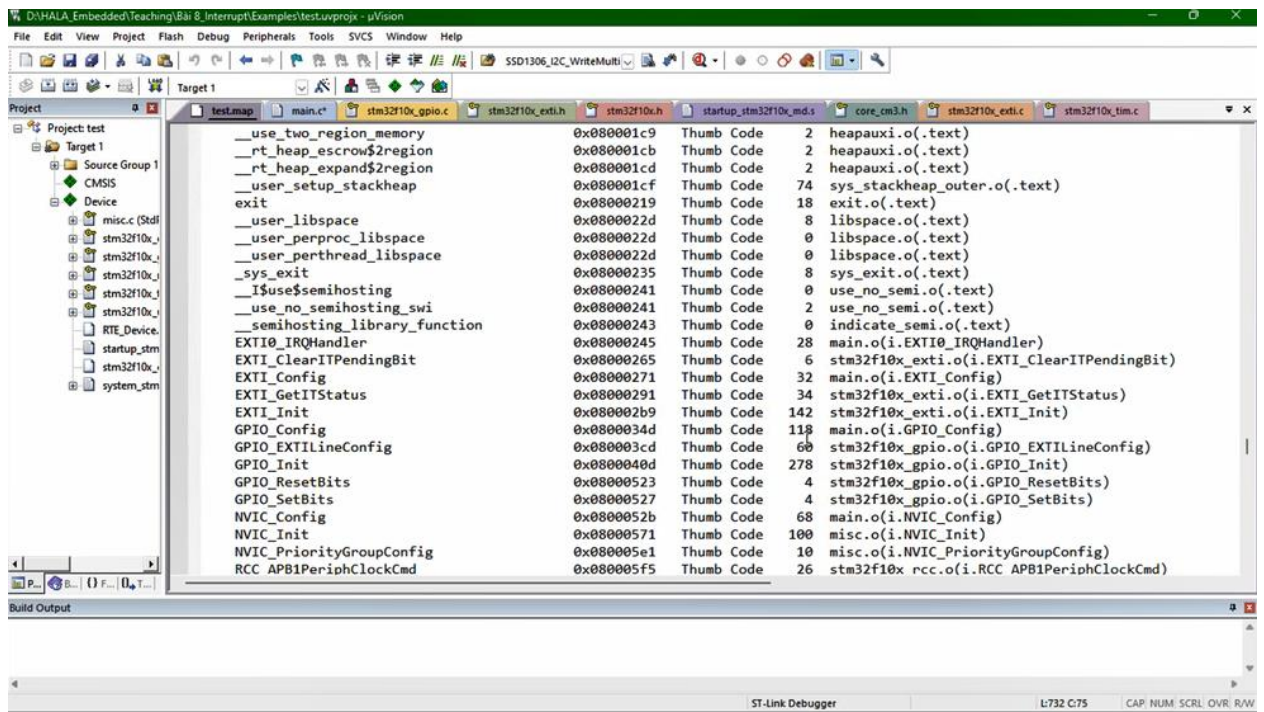 D:\HALA_Embedded\Teaching\Bài 8_Interrupt\Examples\test.uvprojx - µVision
File Edit View Project Flash Debug Peripherals Tools SVCS Window Help
SSD1306_I2C_WriteMulti
Target 1
Project
test.map main.c* stm32f10x_gpio.c stm32f10x_exti.h stm32f10x.h startup_stm32f10x_md.s core_cm3.h stm32f10x_exti.c stm32f10x_tim.c
Project: test
Target 1
Source Group 1
CMSIS
Device
misc.c (StdF
stm32f10x_
stm32f10x_
stm32f10x_
stm32f10x_
stm32f10x_
RTE_Device.
startup_stm
stm32f10x_
system_stm
__use_two_region_memory 0x080001c9 Thumb Code 2 heapauxi.o(.text)
__rt_heap_escrow$2region 0x080001cb Thumb Code 2 heapauxi.o(.text)
__rt_heap_expand$2region 0x080001cd Thumb Code 2 heapauxi.o(.text)
__user_setup_stackheap 0x080001cf Thumb Code 74 sys_stackheap_outer.o(.text)
exit 0x08000219 Thumb Code 18 exit.o(.text)
__user_libspace 0x0800022d Thumb Code 8 libspace.o(.text)
__user_perproc_libspace 0x0800022d Thumb Code 0 libspace.o(.text)
__user_perthread_libspace 0x0800022d Thumb Code 0 libspace.o(.text)
_sys_exit 0x08000235 Thumb Code 8 sys_exit.o(.text)
__I$use$semihosting 0x08000241 Thumb Code 0 use_no_semi.o(.text)
__use_no_semihosting_swi 0x08000241 Thumb Code 2 use_no_semi.o(.text)
__semihosting_library_function 0x08000243 Thumb Code 0 indicate_semi.o(.text)
EXTI0_IRQHandler 0x08000245 Thumb Code 28 main.o(i.EXTI0_IRQHandler)
EXTI_ClearITPendingBit 0x08000265 Thumb Code 6 stm32f10x_exti.o(i.EXTI_ClearITPendingBit)
EXTI_Config 0x08000271 Thumb Code 32 main.o(i.EXTI_Config)
EXTI_GetITStatus 0x08000291 Thumb Code 34 stm32f10x_exti.o(i.EXTI_GetITStatus)
EXTI_Init 0x080002b9 Thumb Code 142 stm32f10x_exti.o(i.EXTI_Init)
GPIO_Config 0x0800034d Thumb Code 118 main.o(i.GPIO_Config)
GPIO_EXTILineConfig 0x080003cd Thumb Code 60 stm32f10x_gpio.o(i.GPIO_EXTILineConfig)
GPIO_Init 0x0800040d Thumb Code 278 stm32f10x_gpio.o(i.GPIO_Init)
GPIO_ResetBits 0x08000523 Thumb Code 4 stm32f10x_gpio.o(i.GPIO_ResetBits)
GPIO_SetBits 0x08000527 Thumb Code 4 stm32f10x_gpio.o(i.GPIO_SetBits)
NVIC_Config 0x0800052b Thumb Code 68 main.o(i.NVIC_Config)
NVIC_Init 0x08000571 Thumb Code 100 misc.o(i.NVIC_Init)
NVIC_PriorityGroupConfig 0x080005e1 Thumb Code 10 misc.o(i.NVIC_PriorityGroupConfig)
RCC_APB1PeriphClockCmd 0x080005f5 Thumb Code 26 stm32f10x_rcc.o(i.RCC_APB1PeriphClockCmd)
P... B... {} F... T...
Build Output
ST-Link Debugger L:732 C:75 CAP NUM SCRL OVR R/W